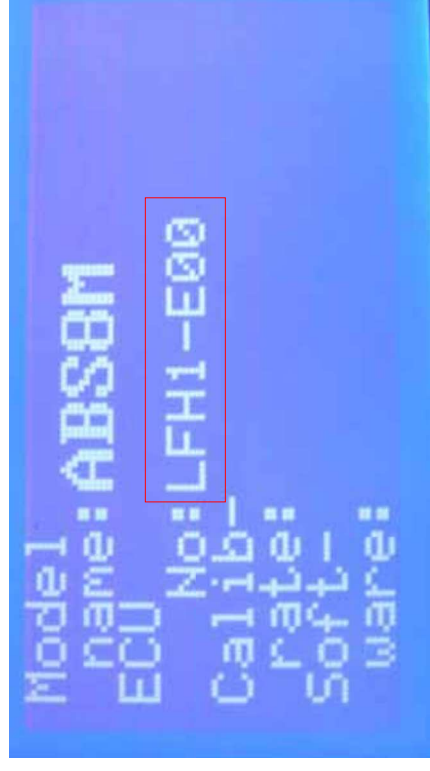 Model
name:ABS8M
ECU
No:LFH1-E00
Calib-
rate:
Soft-
ware: